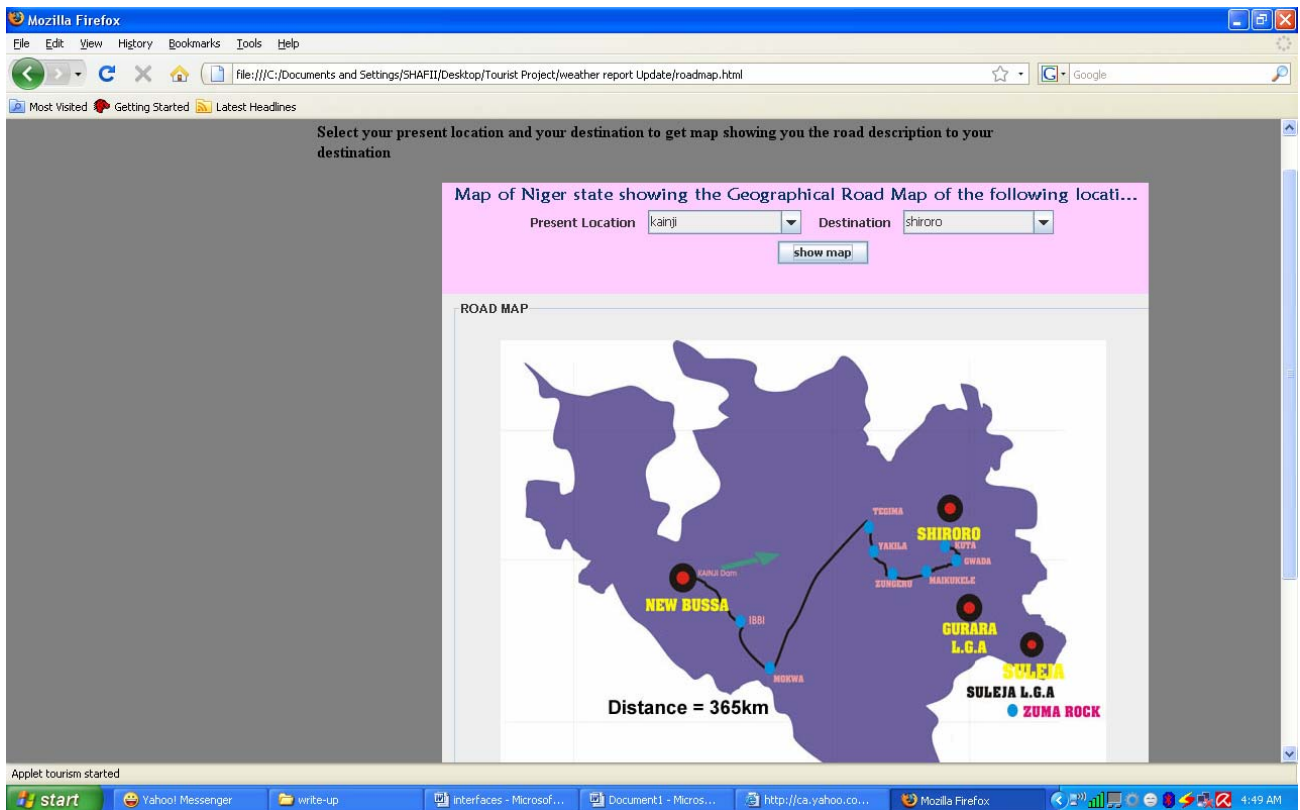 Mozilla Firefox
File Edit View History Bookmarks Tools Help
file:///C:/Documents and Settings/SHAFII/Desktop/Tourist Project/weather report Update/roadmap.html
Google
Most Visited Getting Started Latest Headlines
Select your present location and your destination to get map showing you the road description to your
destination
Map of Niger state showing the Geographical Road Map of the following locati...
Present Location kainji Destination shiroro
show map
ROAD MAP
TEGINA
SHIRORO
YAKILA KUTA
GWADA
KAINJI Dam
ZUNGERU MAIKUKELE
NEW BUSSA
IBBI
GURARA
L.G.A
MOKWA
SULEJA
SULEJA L.G.A
Distance = 365km
ZUMA ROCK
Applet tourism started
start Yahoo! Messenger write-up interfaces - Microsof... Document1 - Micros... http://ca.yahoo.co... Mozilla Firefox 4:49 AM